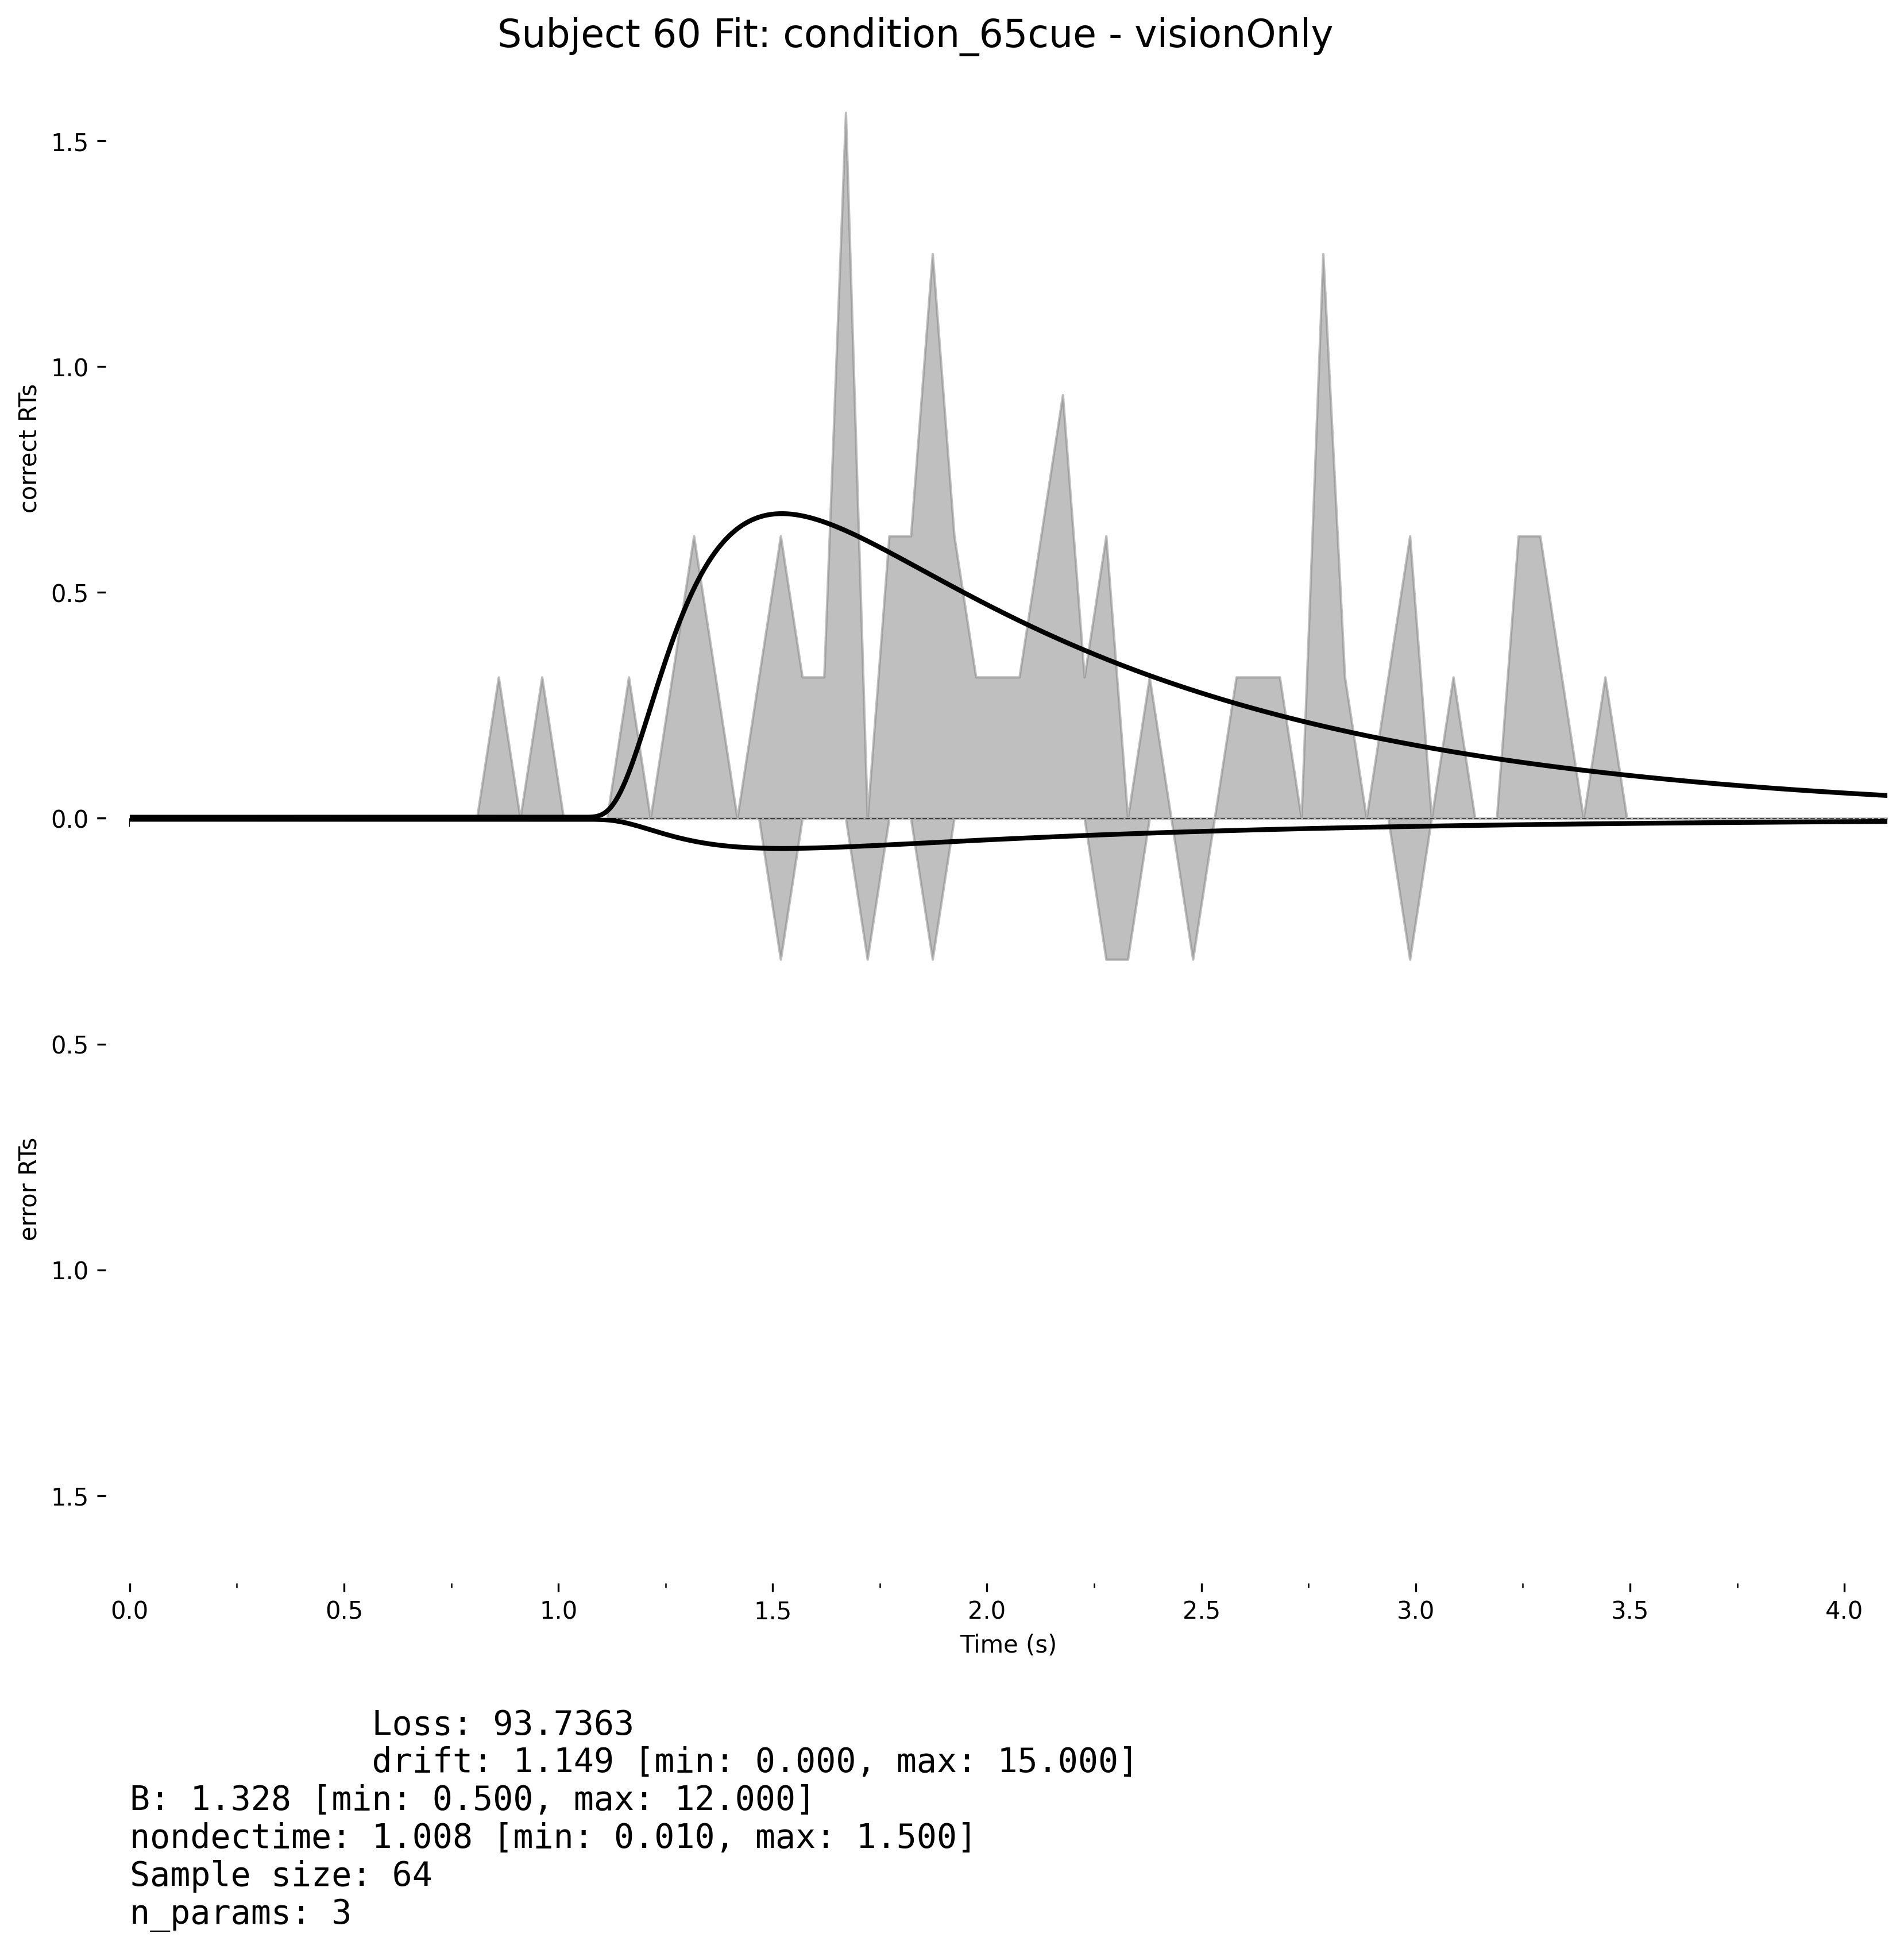 Subject 60 Fit: condition_65cue - visionOnly
1.5
1.0
correct RTs
0.5
0.0
0.5
error RTs
1.0
1.5
0.0 0.5 1.0 1.5 2.0 2.5 3.0 3.5 4.0
Time (s)
Loss: 93.7363
drift: 1.149 [min: 0.000, max: 15.000]
B: 1.328 [min: 0.500, max: 12.000]
nondectime: 1.008 [min: 0.010, max: 1.500]
Sample size: 64
n_params: 3